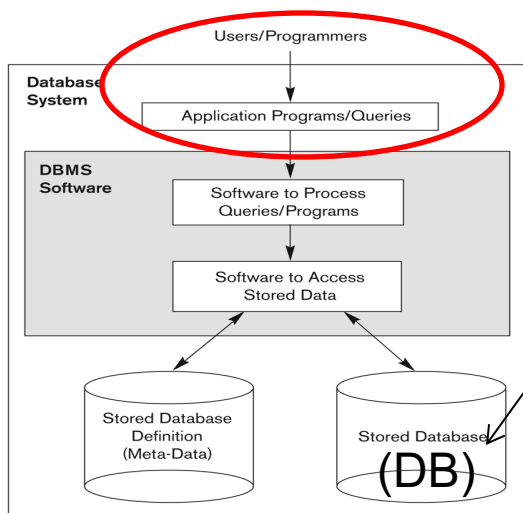 Users/Programmers
Database
System
Application Programs/Queries
DBMS
Software
Software to Process
Queries/Programs
Software to Access
Stored Data
Stored Database
Definition
(Meta-Data)
Stored Database
(DB)